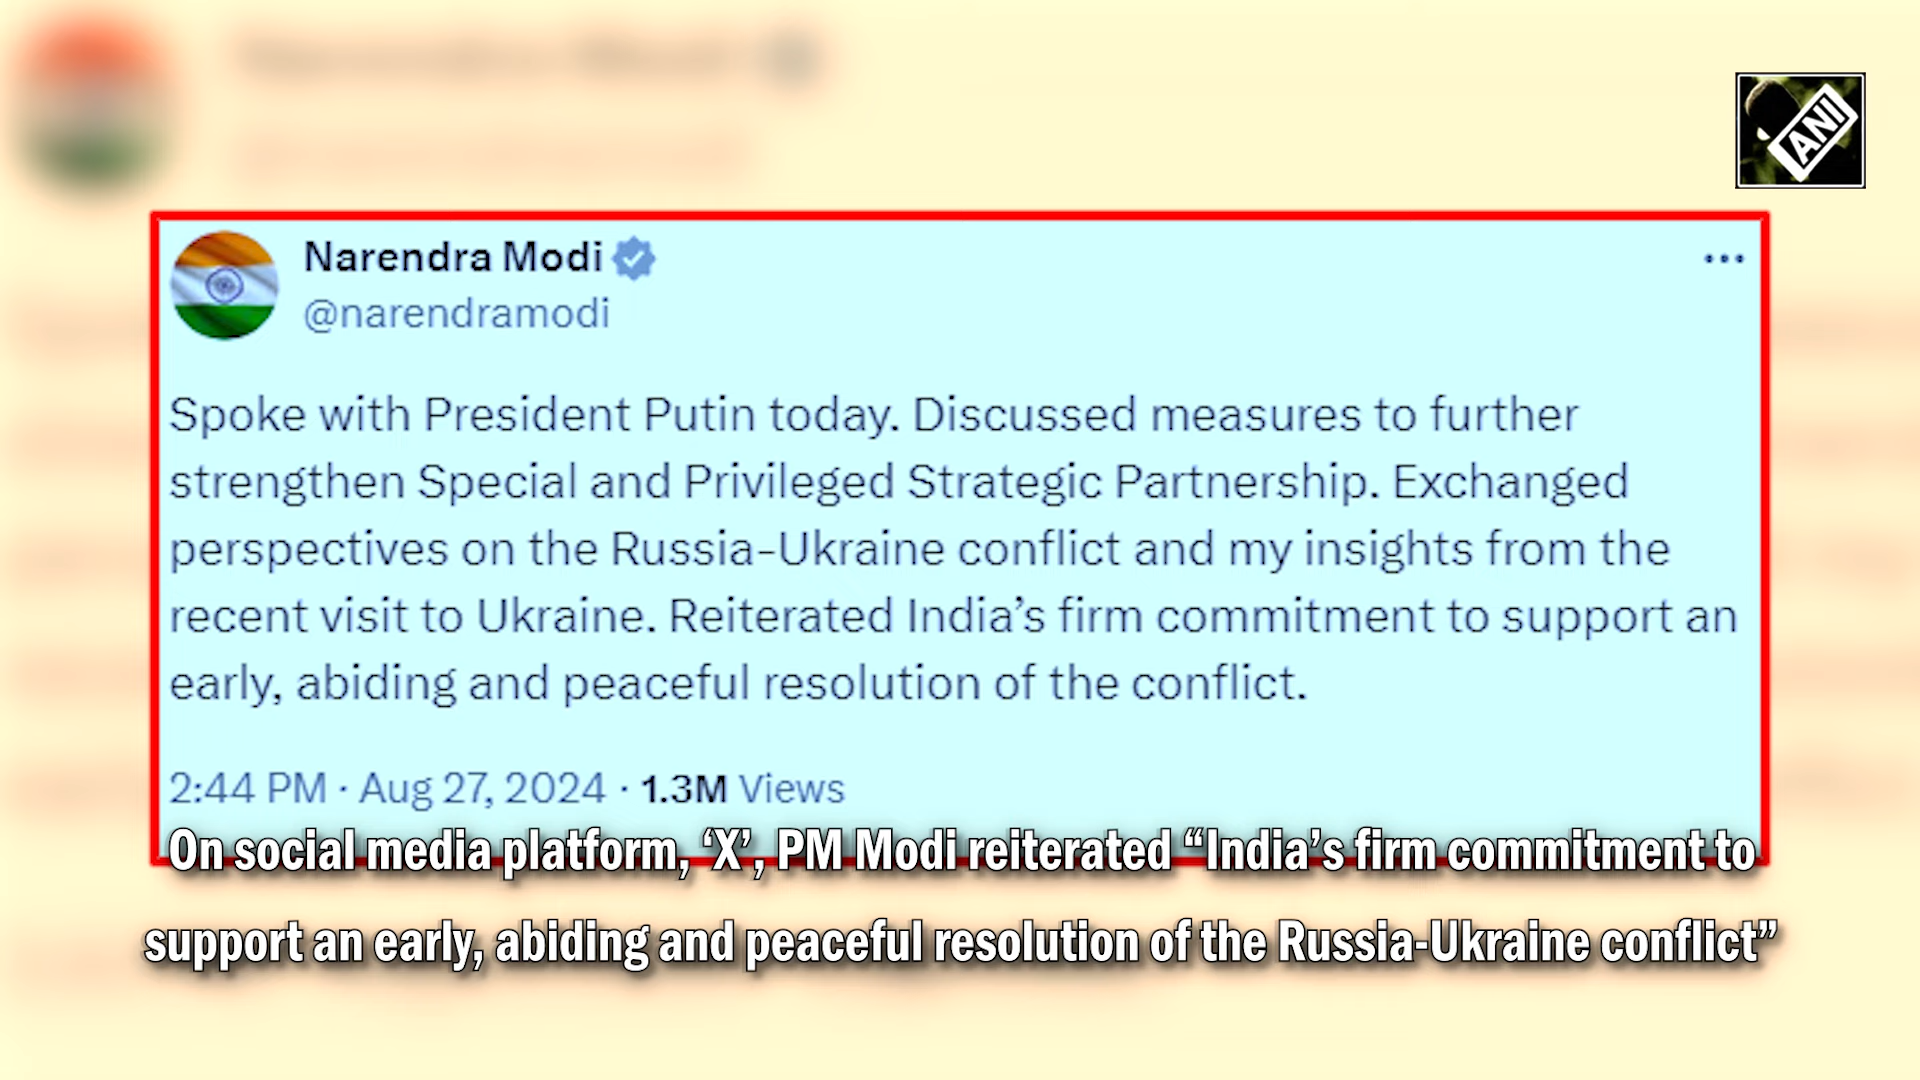 ANI
Narendra Modi
@narendramodi
Spoke with President Putin today. Discussed measures to further
strengthen Special and Privileged Strategic Partnership. Exchanged
perspectives on the Russia-Ukraine conflict and my insights from the
recent visit to Ukraine. Reiterated India’s firm commitment to support an
early, abiding and peaceful resolution of the conflict.
2:44 PM · Aug 27, 2024 · 1.3M Views
On social media platform, ‘X’, PM Modi reiterated “India’s firm commitment to
support an early, abiding and peaceful resolution of the Russia-Ukraine conflict”